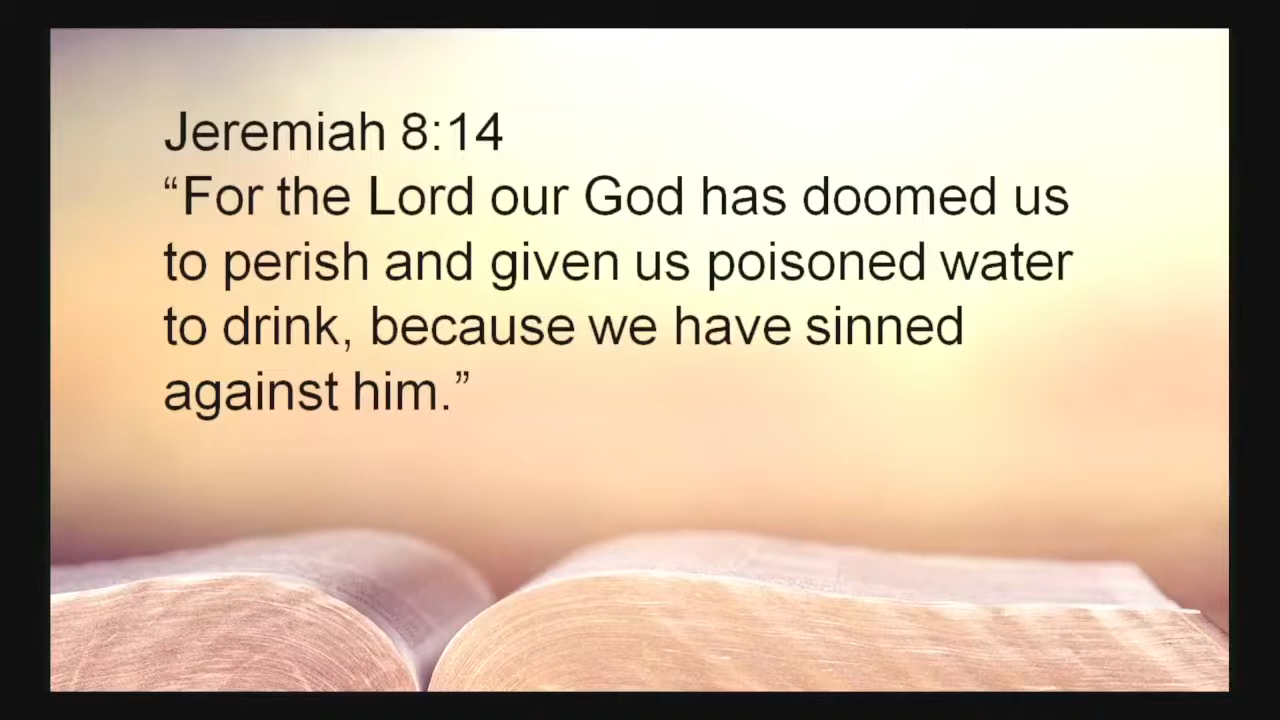 Jeremiah 8:14
“For the Lord our God has doomed us
to perish and given us poisoned water
to drink, because we have sinned
against him.”